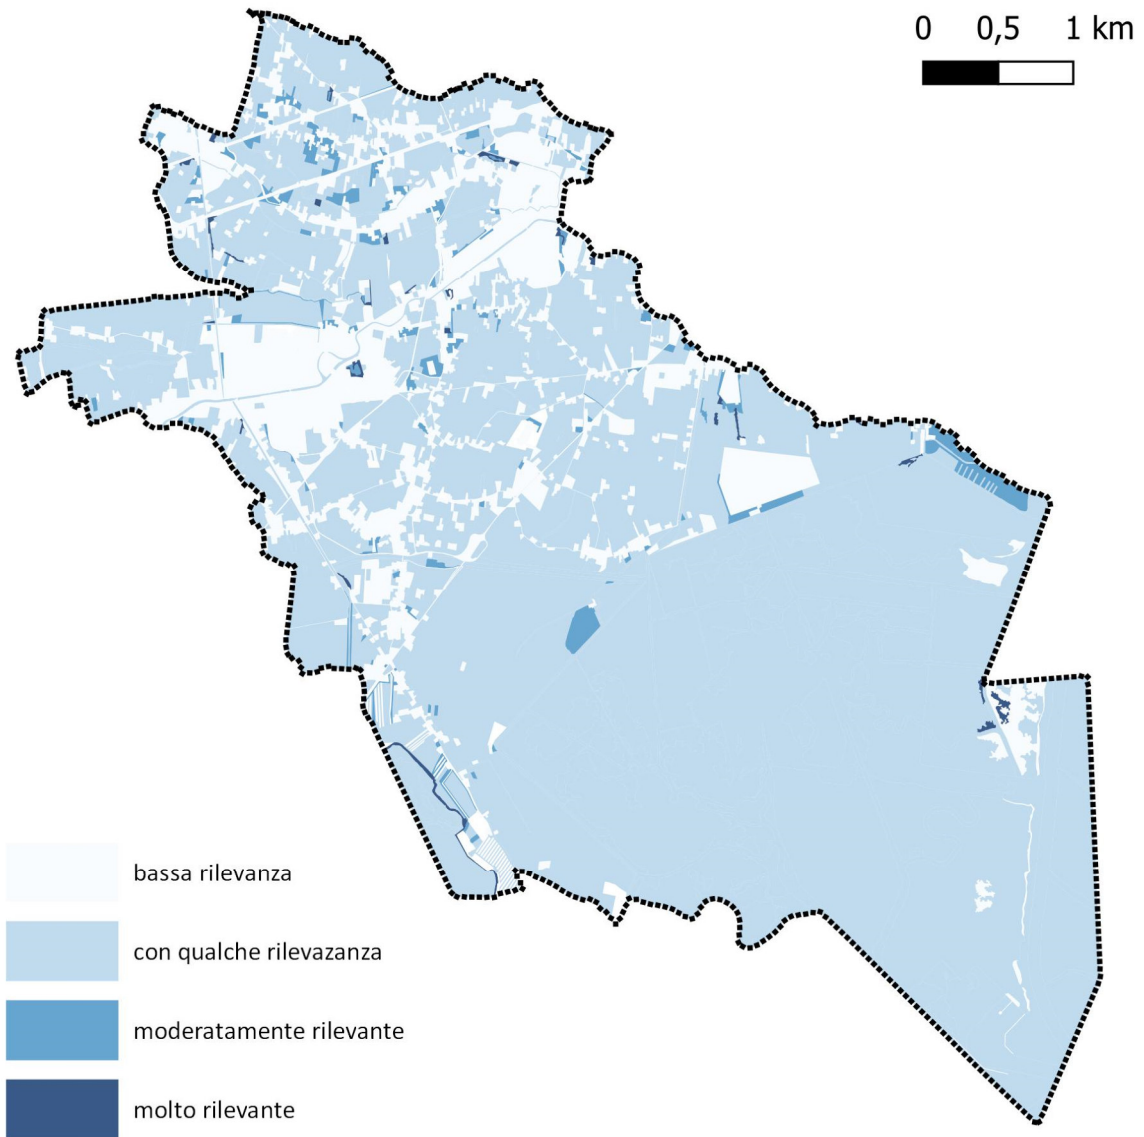 0 0,5 1 km
bassa rilevanza
con qualche rilevazanza
moderatamente rilevante
molto rilevante